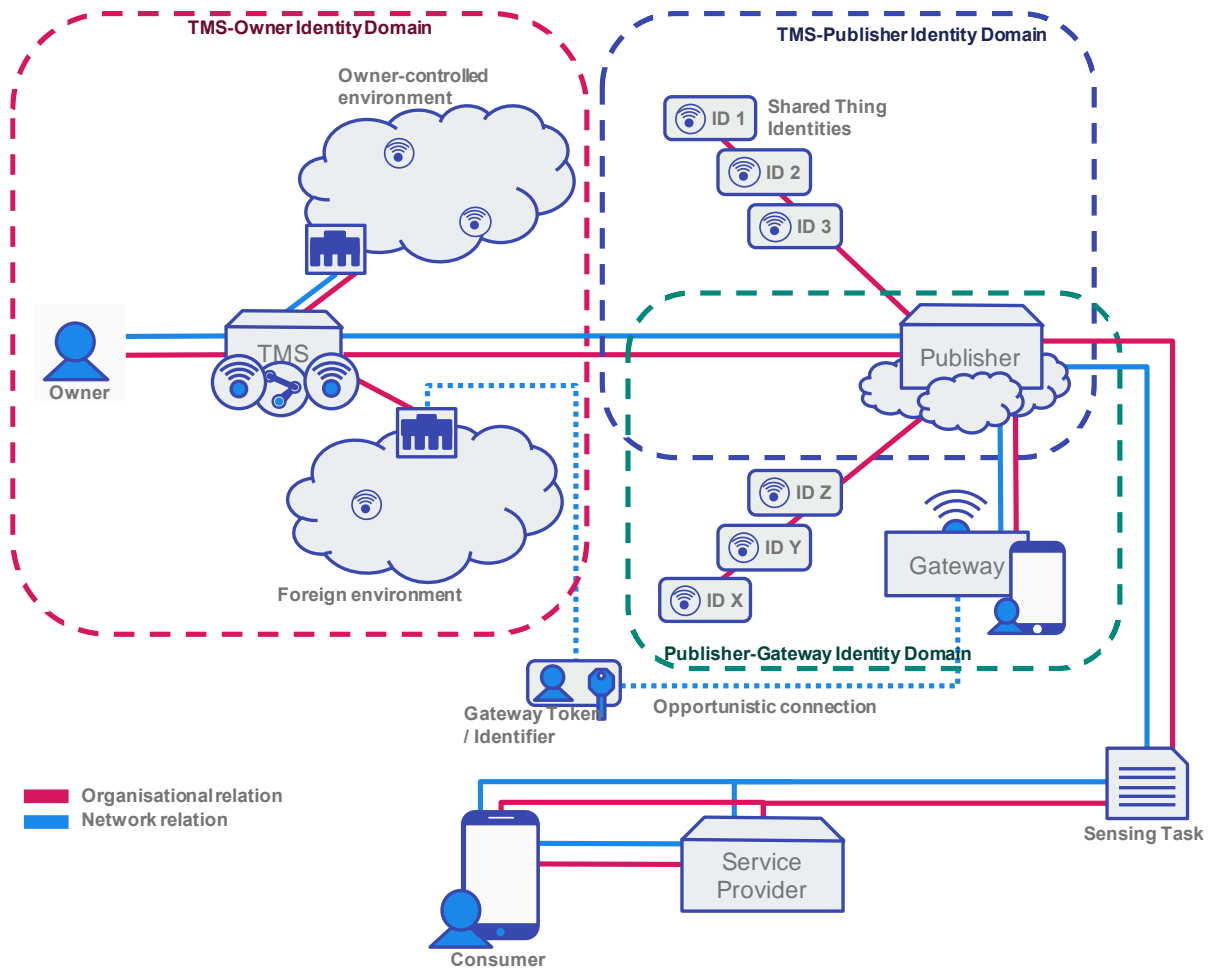 TMS-Owner Identity Domain
TMS-Publisher Identity Domain
Owner-controlled
environment
ID 1
Shared Thing
Identities
ID 2
ID 3
TMS
Publisher
Owner
ID Z
ID Y
Gateway
ID X
Foreign environment
Publisher-Gateway Identity Domain
Gateway Token
/ Identifier
Opportunistic connection
Organisational relation
Network relation
Sensing Task
Service
Provider
Consumer